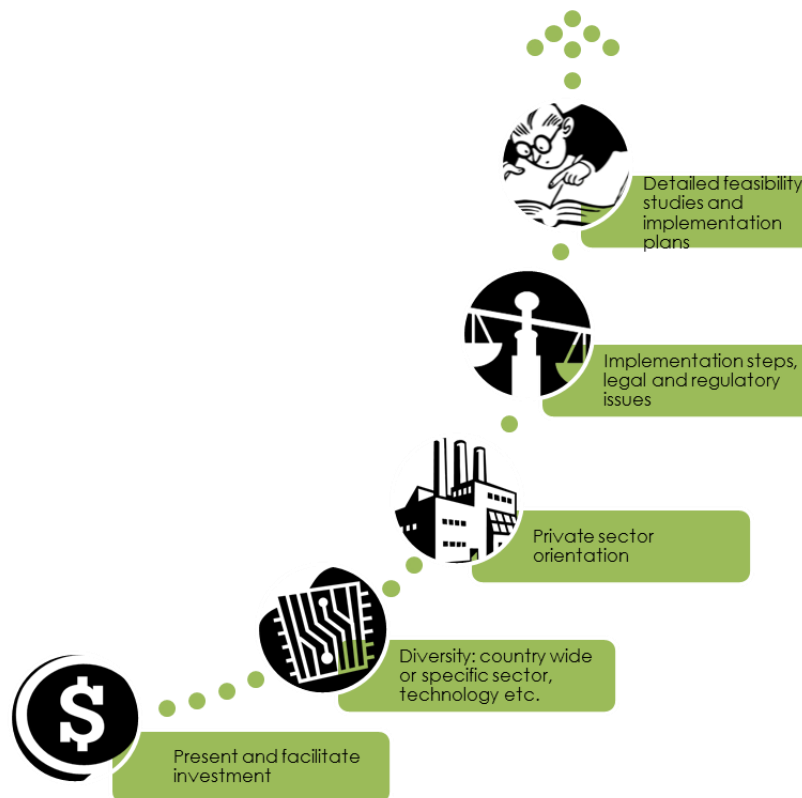 Detailed feasibility
studies and
implementation
plans
Implementation steps,
legal and regulatory
issues
Private sector
orientation
Diversity: country wide
or specific sector,
technology etc.
$
Present and facilitate
investment